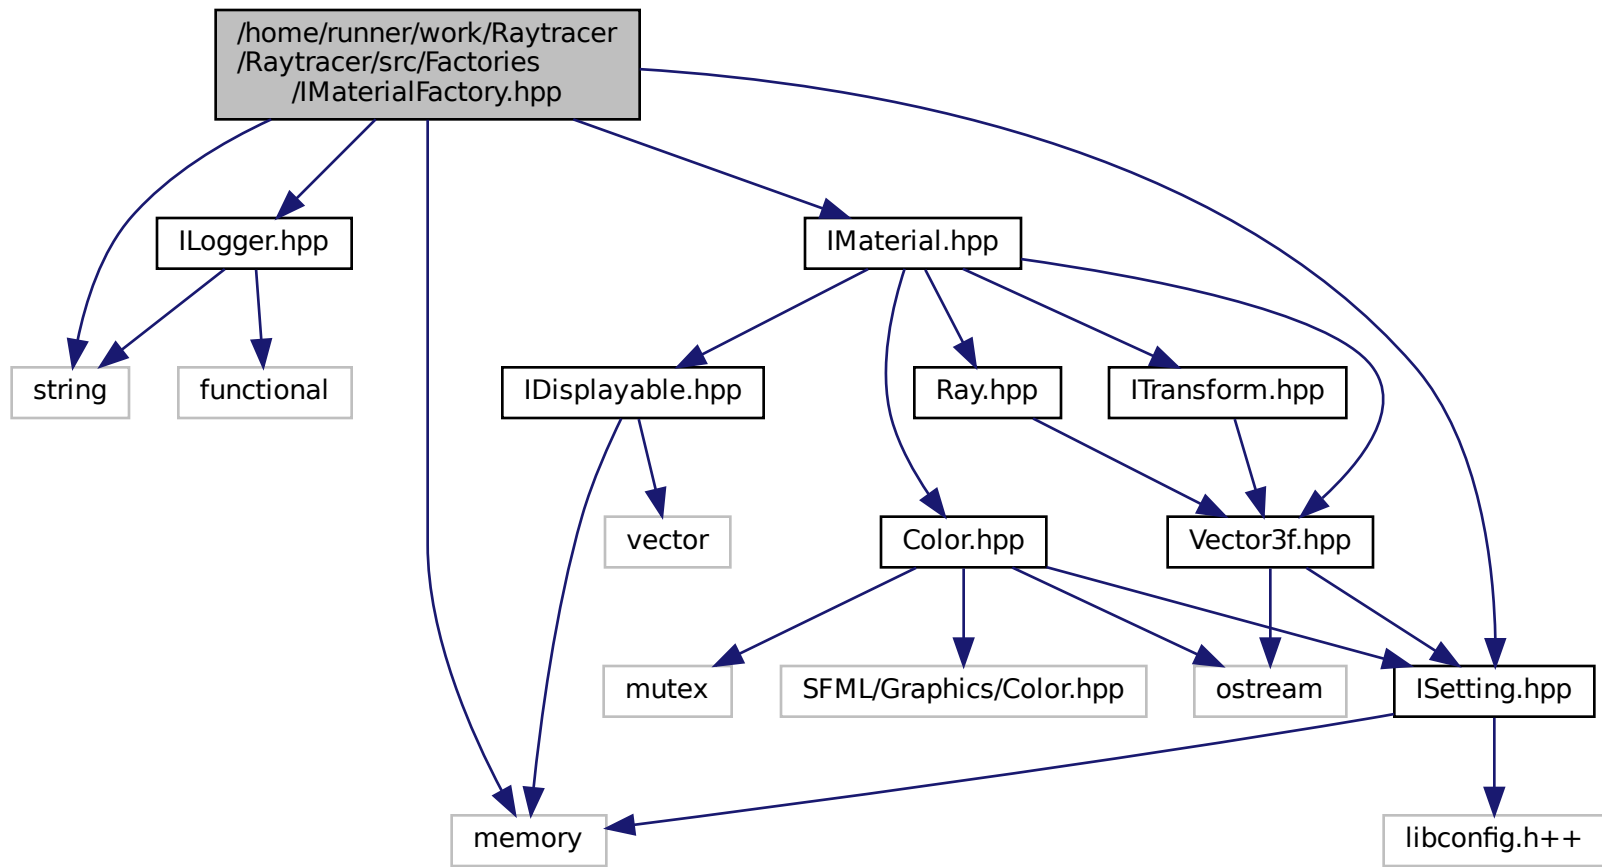 /home/runner/work/Raytracer
/Raytracer/src/Factories
/IMaterialFactory.hpp
ILogger.hpp
IMaterial.hpp
string
functional
IDisplayable.hpp
Ray.hpp
ITransform.hpp
vector
Color.hpp
Vector3f.hpp
mutex
SFML/Graphics/Color.hpp
ostream
ISetting.hpp
memory
libconfig.h++